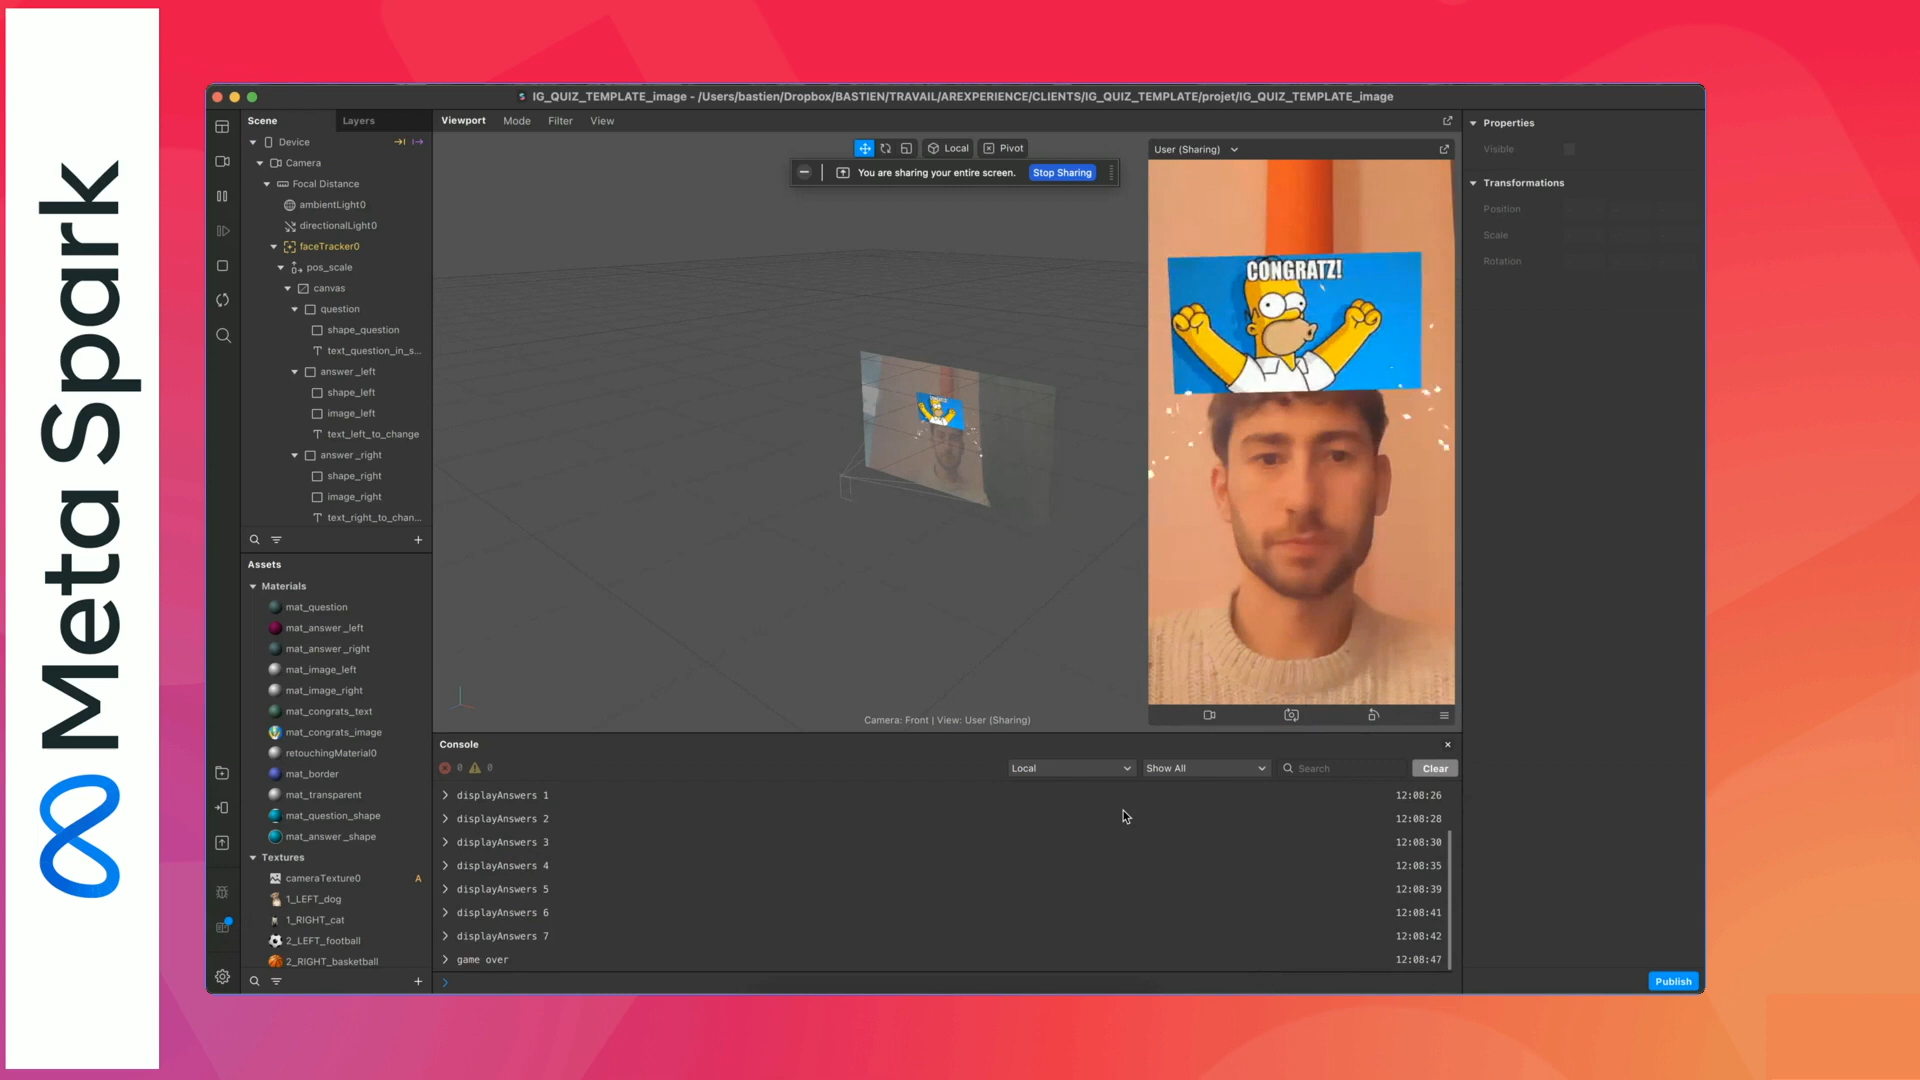 Meta Spark
IG_QUIZ_TEMPLATE_image - /Users/bastien/Dropbox/BASTIEN/TRAVAIL/AREXPERIENCE/CLIENTS/IG_QUIZ_TEMPLATE/projet/IG_QUIZ_TEMPLATE_image
Scene
Layers
Device
Camera
Focal Distance
ambientLight0
directionalLight0
faceTracker0
pos_scale
canvas
question
shape_question
text_question_in_s...
answer_left
shape_left
image_left
text_left_to_change
answer_right
shape_right
image_right
text_right_to_chan...
Assets
Materials
mat_question
mat_answer_left
mat_answer_right
mat_image_left
mat_image_right
mat_congrats_text
mat_congrats_image
retouchingMaterial0
mat_border
mat_transparent
mat_question_shape
mat_answer_shape
Textures
cameraTexture0 A
1_LEFT_dog
1_RIGHT_cat
2_LEFT_football
2_RIGHT_basketball
Viewport Mode Filter View
Local Pivot
You are sharing your entire screen. Stop Sharing
User (Sharing)
CONGRATZ!
Camera: Front | View: User (Sharing)
Console
0 0
Local
Show All
Search
Clear
displayAnswers 1 12:08:26
displayAnswers 2 12:08:28
displayAnswers 3 12:08:30
displayAnswers 4 12:08:35
displayAnswers 5 12:08:39
displayAnswers 6 12:08:41
displayAnswers 7 12:08:42
game over 12:08:47
Properties
Visible
Transformations
Position
Scale
Rotation
Publish